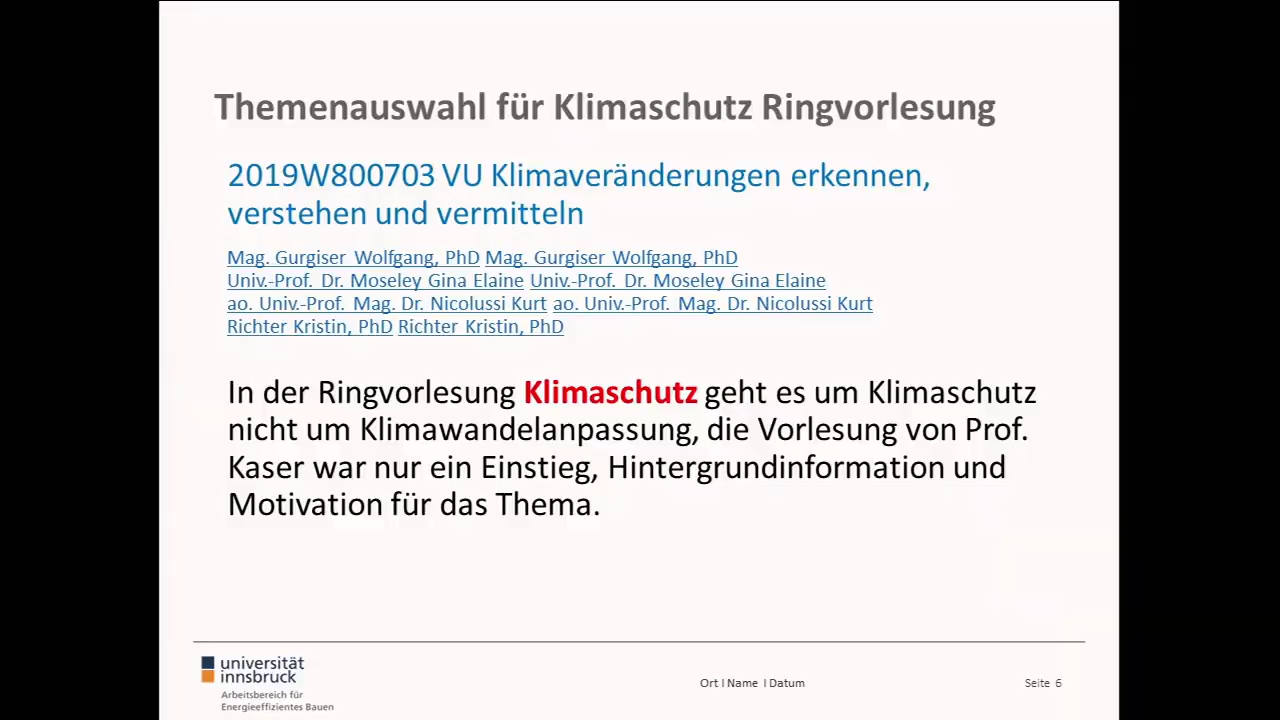 Themenauswahl für Klimaschutz Ringvorlesung
2019W800703 VU Klimaveränderungen erkennen,
verstehen und vermitteln
Mag. Gurgiser Wolfgang, PhD Mag. Gurgiser Wolfgang, PhD
Univ.-Prof. Dr. Moseley Gina Elaine Univ.-Prof. Dr. Moseley Gina Elaine
ao. Univ.-Prof. Mag. Dr. Nicolussi Kurt ao. Univ.-Prof. Mag. Dr. Nicolussi Kurt
Richter Kristin, PhD Richter Kristin, PhD
In der Ringvorlesung Klimaschutz geht es um Klimaschutz
nicht um Klimawandelanpassung, die Vorlesung von Prof.
Kaser war nur ein Einstieg, Hintergrundinformation und
Motivation für das Thema.
universität
innsbruck
Arbeitsbereich für
Energieeffizientes Bauen
Ort I Name I Datum
Seite 6